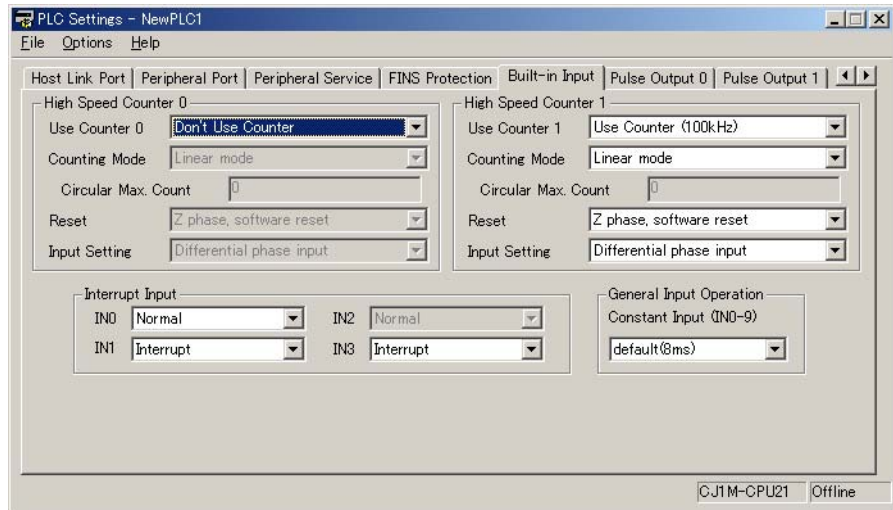 PLC Settings - NewPLC1
File Options Help
Host Link Port Peripheral Port Peripheral Service FINS Protection Built-in Input Pulse Output 0 Pulse Output 1
High Speed Counter 0
Use Counter 0 Don't Use Counter
Counting Mode Linear mode
Circular Max. Count 0
Reset Z phase, software reset
Input Setting Differential phase input
High Speed Counter 1
Use Counter 1 Use Counter (100kHz)
Counting Mode Linear mode
Circular Max. Count 0
Reset Z phase, software reset
Input Setting Differential phase input
Interrupt Input
IN0 Normal IN2 Normal
IN1 Interrupt IN3 Interrupt
General Input Operation
Constant Input (IN0-9)
default(8ms)
CJ1M-CPU21 Offline